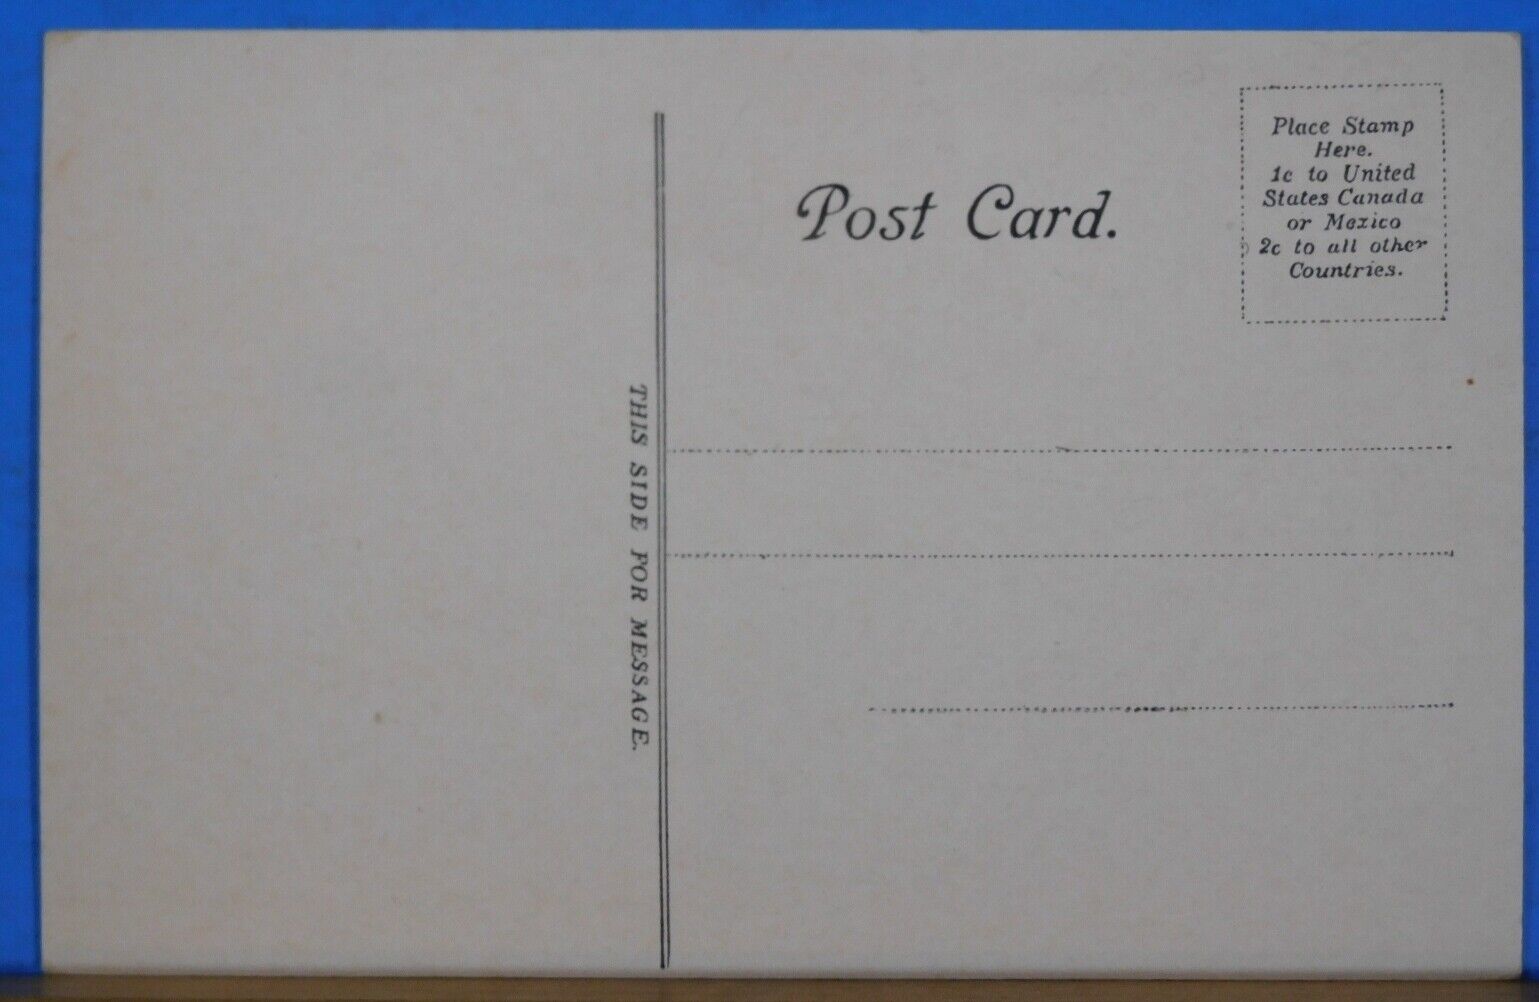 Post Card.
Place Stamp
Here.
1c to United
States Canada
or Mexico
2c to all other
Countries.
THIS SIDE FOR MESSAGE.